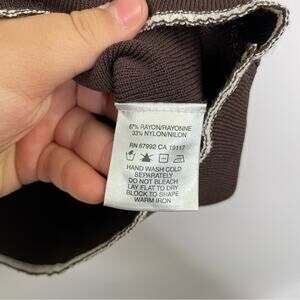 67% RAYON/RAYONNE
33% NYLON/NILON
RN 67992 CA 19117
HAND WASH COLD
SEPARATELY
DO NOT BLEACH
LAY FLAT TO DRY
BLOCK TO SHAPE
WARM IRON